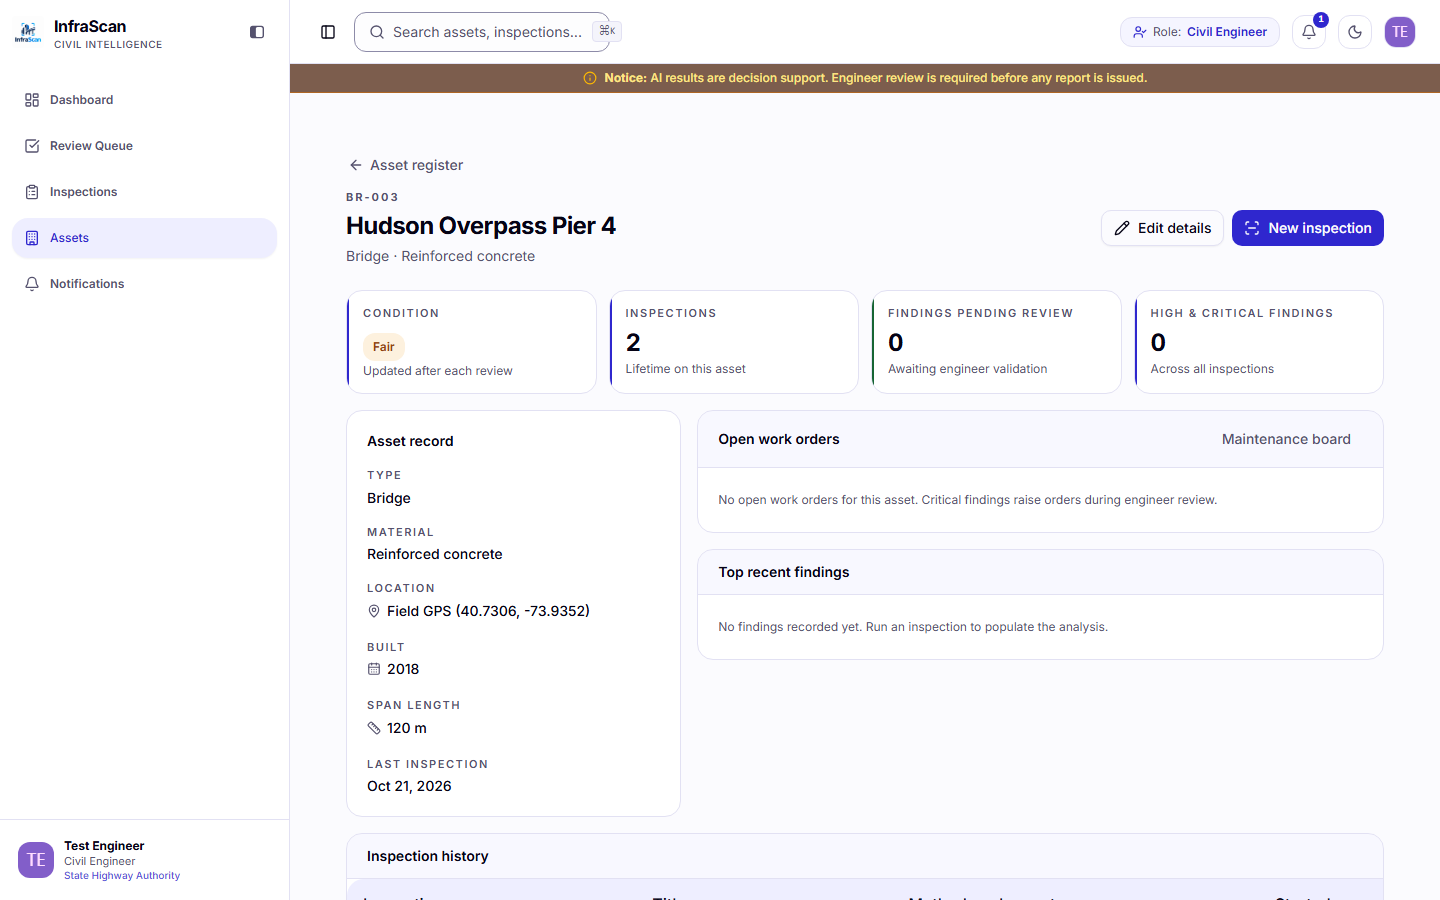 InfraScan
CIVIL INTELLIGENCE
InfraScan
Dashboard
Review Queue
Inspections
Assets
Notifications
Test Engineer
Civil Engineer
State Highway Authority
TE
Search assets, inspections...
⌘K
Role: Civil Engineer
1
TE
Notice: AI results are decision support. Engineer review is required before any report is issued.
Asset register
BR-003
Hudson Overpass Pier 4
Bridge · Reinforced concrete
Edit details
New inspection
CONDITION
Fair
Updated after each review
INSPECTIONS
2
Lifetime on this asset
FINDINGS PENDING REVIEW
0
Awaiting engineer validation
HIGH & CRITICAL FINDINGS
0
Across all inspections
Asset record
TYPE
Bridge
MATERIAL
Reinforced concrete
LOCATION
Field GPS (40.7306, -73.9352)
BUILT
2018
SPAN LENGTH
120 m
LAST INSPECTION
Oct 21, 2026
Open work orders
Maintenance board
No open work orders for this asset. Critical findings raise orders during engineer review.
Top recent findings
No findings recorded yet. Run an inspection to populate the analysis.
Inspection history